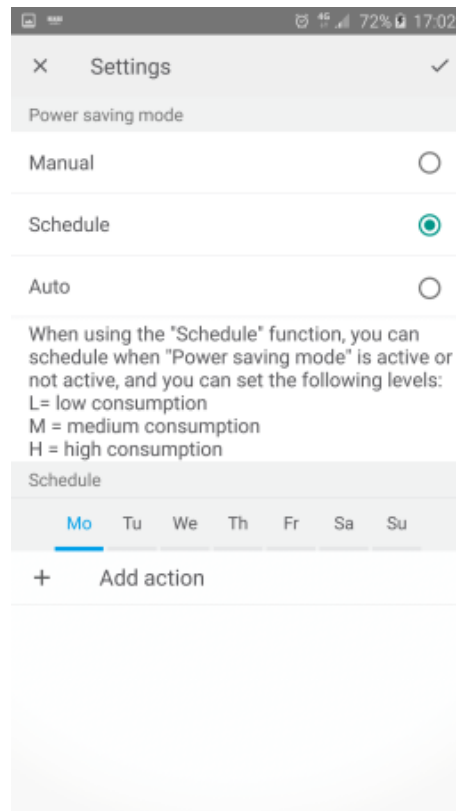 4G 72% 17:02
Settings
Power saving mode
Manual
Schedule
Auto
When using the "Schedule" function, you can
schedule when "Power saving mode" is active or
not active, and you can set the following levels:
L= low consumption
M = medium consumption
H = high consumption
Schedule
Mo Tu We Th Fr Sa Su
+ Add action